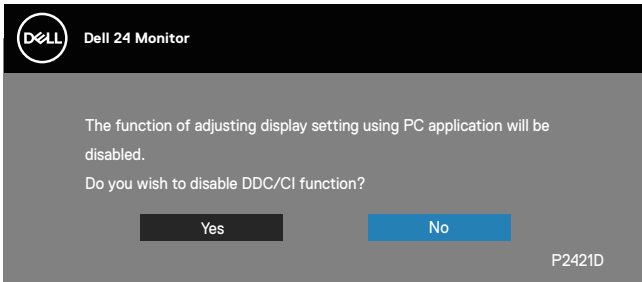 DELL
Dell 24 Monitor
The function of adjusting display setting using PC application will be
disabled.
Do you wish to disable DDC/CI function?
Yes
No
P2421D